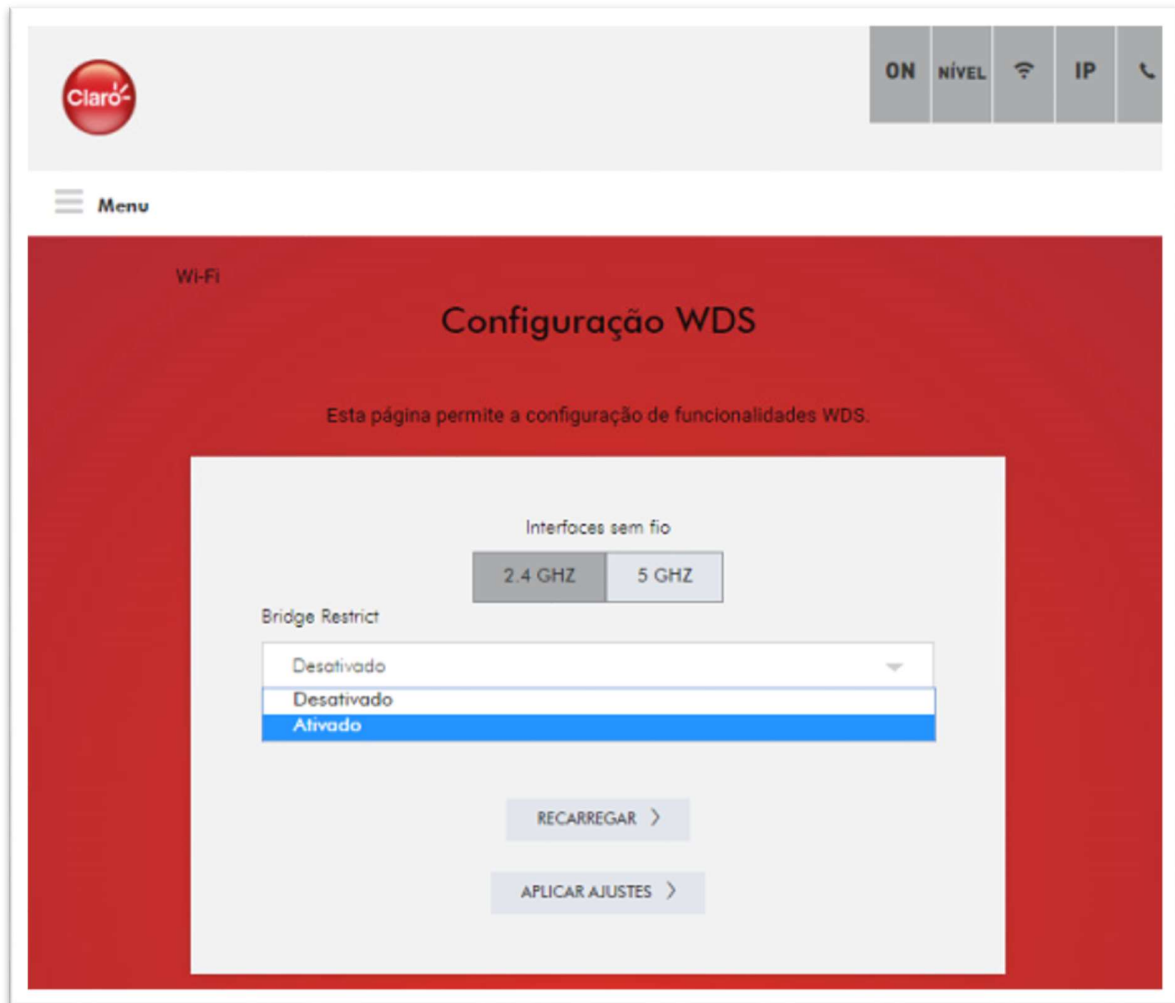 Claro
ON NÍVEL IP
Menu
Wi-Fi
Configuração WDS
Esta página permite a configuração de funcionalidades WDS.
Interfaces sem fio
2.4 GHZ 5 GHZ
Bridge Restrict
Desativado
Desativado
Ativado
RECARREGAR
APLICAR AJUSTES